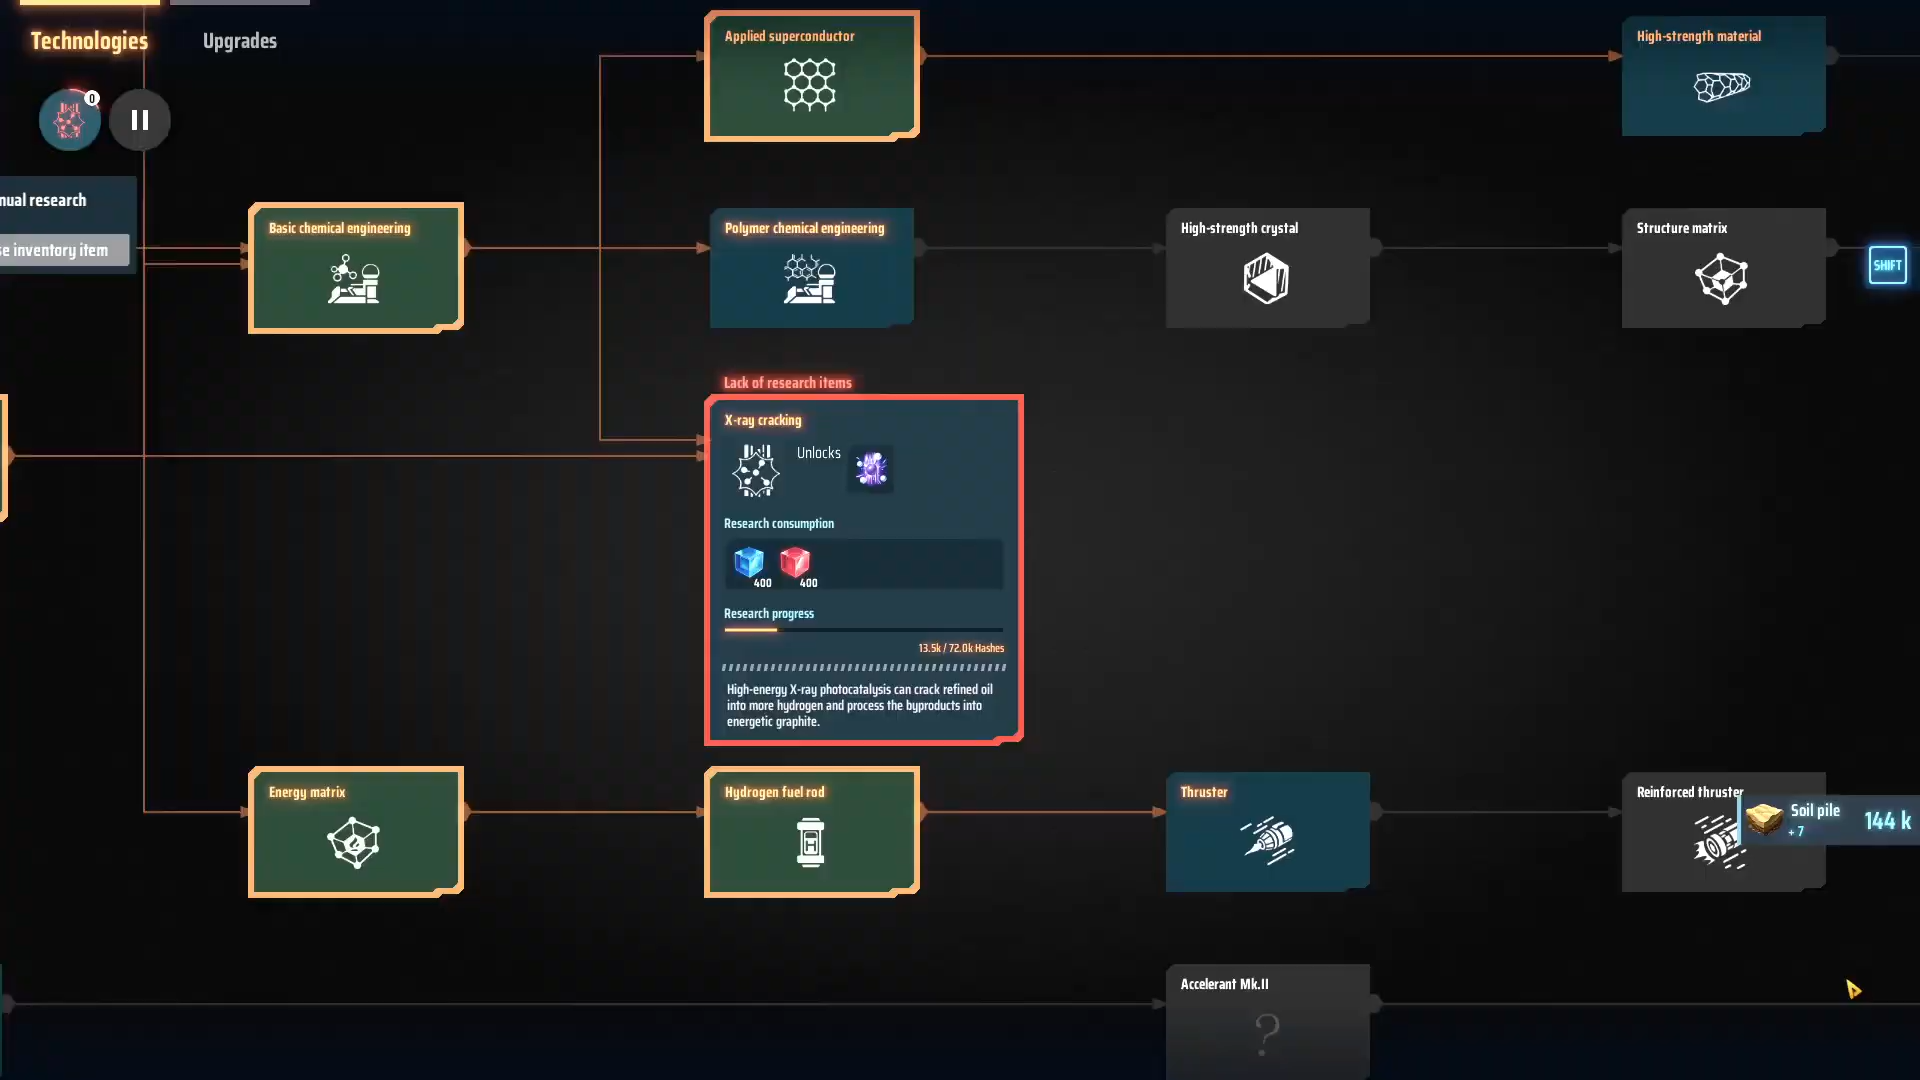 Technologies
Upgrades
0
nual research
se inventory item
Applied superconductor
High-strength material
Basic chemical engineering
Polymer chemical engineering
High-strength crystal
Structure matrix
SHIFT
Lack of research items
X-ray cracking
Unlocks
Research consumption
400
400
Research progress
13.5k / 72.0k Hashes
High-energy X-ray photocatalysis can crack refined oil
into more hydrogen and process the byproducts into
energetic graphite.
Energy matrix
Hydrogen fuel rod
H
Thruster
Reinforced thruster
Soil pile
+ 7
144 k
Accelerant Mk.II
?